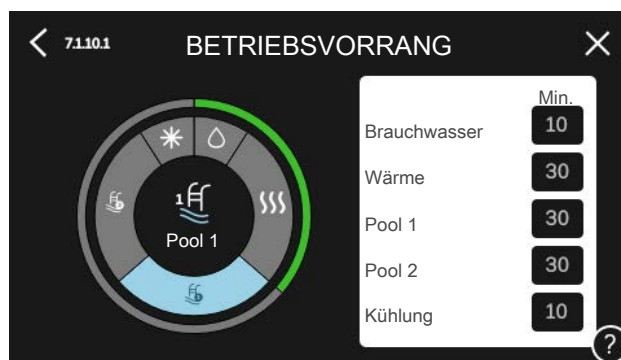 7.1.10.1 BETRIEBSVORRANG
Min.
Brauchwasser 10
Wärme 30
Pool 1 30
Pool 2 30
Kühlung 10
1
Pool 1
?